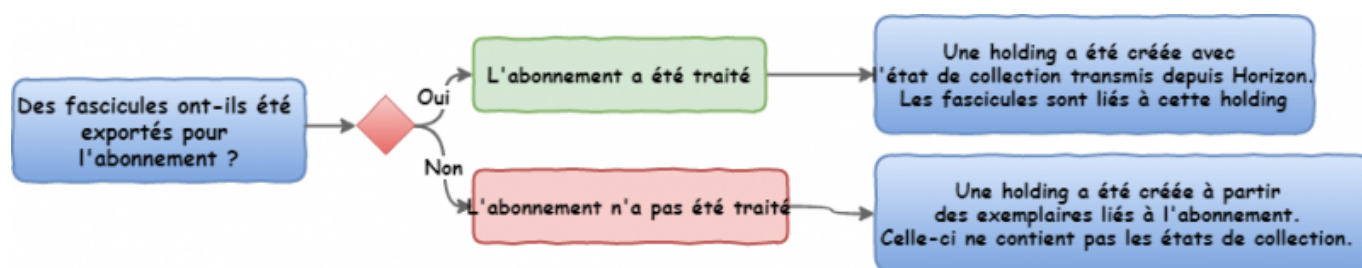 Des fascicules ont-ils été
exportés pour
l'abonnement ?
Oui
Non
L'abonnement a été traité
L'abonnement n'a pas été traité
Une holding a été créée avec
l'état de collection transmis depuis Horizon.
Les fascicules sont liés à cette holding
Une holding a été créée à partir
des exemplaires liés à l'abonnement.
Celle-ci ne contient pas les états de collection.